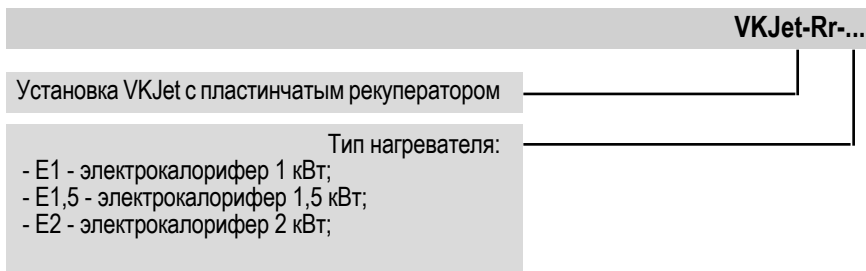 VKJet-Rr-...
Установка VKJet с пластинчатым рекуператором
Тип нагревателя:
- E1 - электрокалорифер 1 кВт;
- E1,5 - электрокалорифер 1,5 кВт;
- E2 - электрокалорифер 2 кВт;